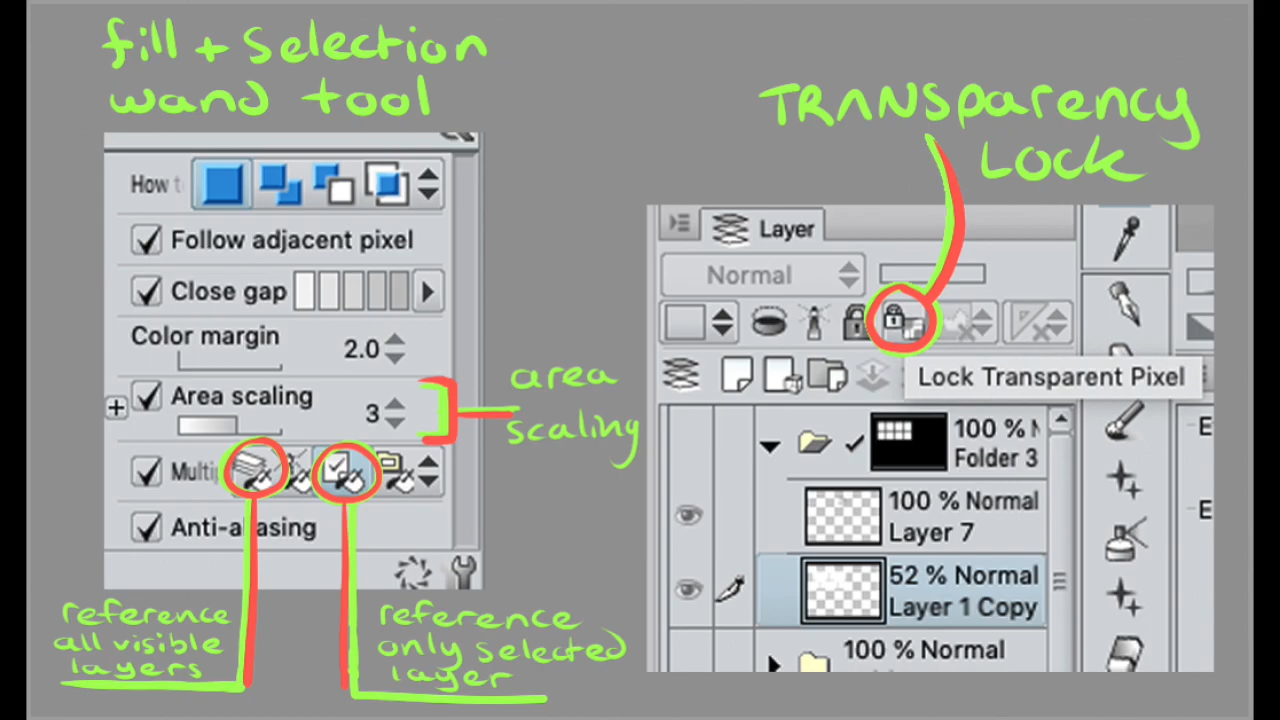 fill + selection
wand tool
TRANSPARENCY
LOCK
How t
Follow adjacent pixel
Close gap
Color margin
2.0
Area scaling
3
Multip
Anti-aliasing
area
scaling
reference
all visible
layers
reference
only selected
layer
Layer
Normal
Lock Transparent Pixel
100 % N
Folder 3
100 % Normal
Layer 7
52 % Normal
Layer 1 Copy
100 % Normal
E
E